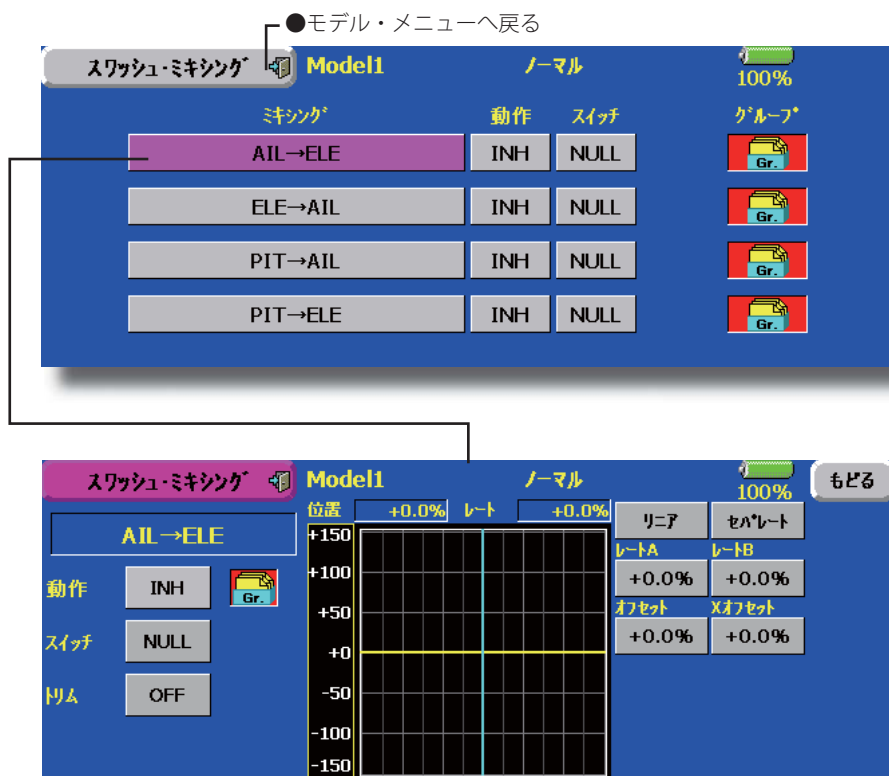 ●モデル・メニューへ戻る
スワッシュ・ミキシング Model1 ノーマル 100%
ミキシング 動作 スイッチ グループ
AIL→ELE INH NULL Gr.
ELE→AIL INH NULL Gr.
PIT→AIL INH NULL Gr.
PIT→ELE INH NULL Gr.
スワッシュ・ミキシング Model1 ノーマル 100% もどる
位置 +0.0% レート +0.0%
AIL→ELE
動作 INH Gr.
スイッチ NULL
トリム OFF
+150
+100
+50
+0
-50
-100
-150
リニア セパレート
レートA レートB
+0.0% +0.0%
オフセット Xオフセット
+0.0% +0.0%